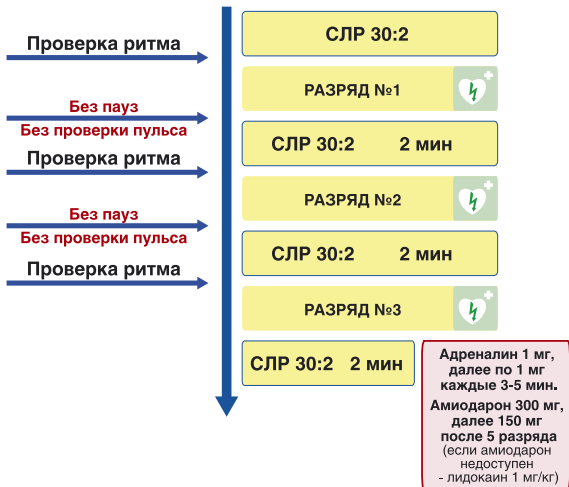 СЛР 30:2
Проверка ритма
РАЗРЯД №1
Без пауз
Без проверки пульса
СЛР 30:2 2 мин
Проверка ритма
РАЗРЯД №2
Без пауз
Без проверки пульса
СЛР 30:2 2 мин
Проверка ритма
РАЗРЯД №3
СЛР 30:2 2 мин
Адреналин 1 мг,
далее по 1 мг
каждые 3-5 мин.
Амиодарон 300 мг,
далее 150 мг
после 5 разряда
(если амиодарон
недоступен
- лидокаин 1 мг/кг)